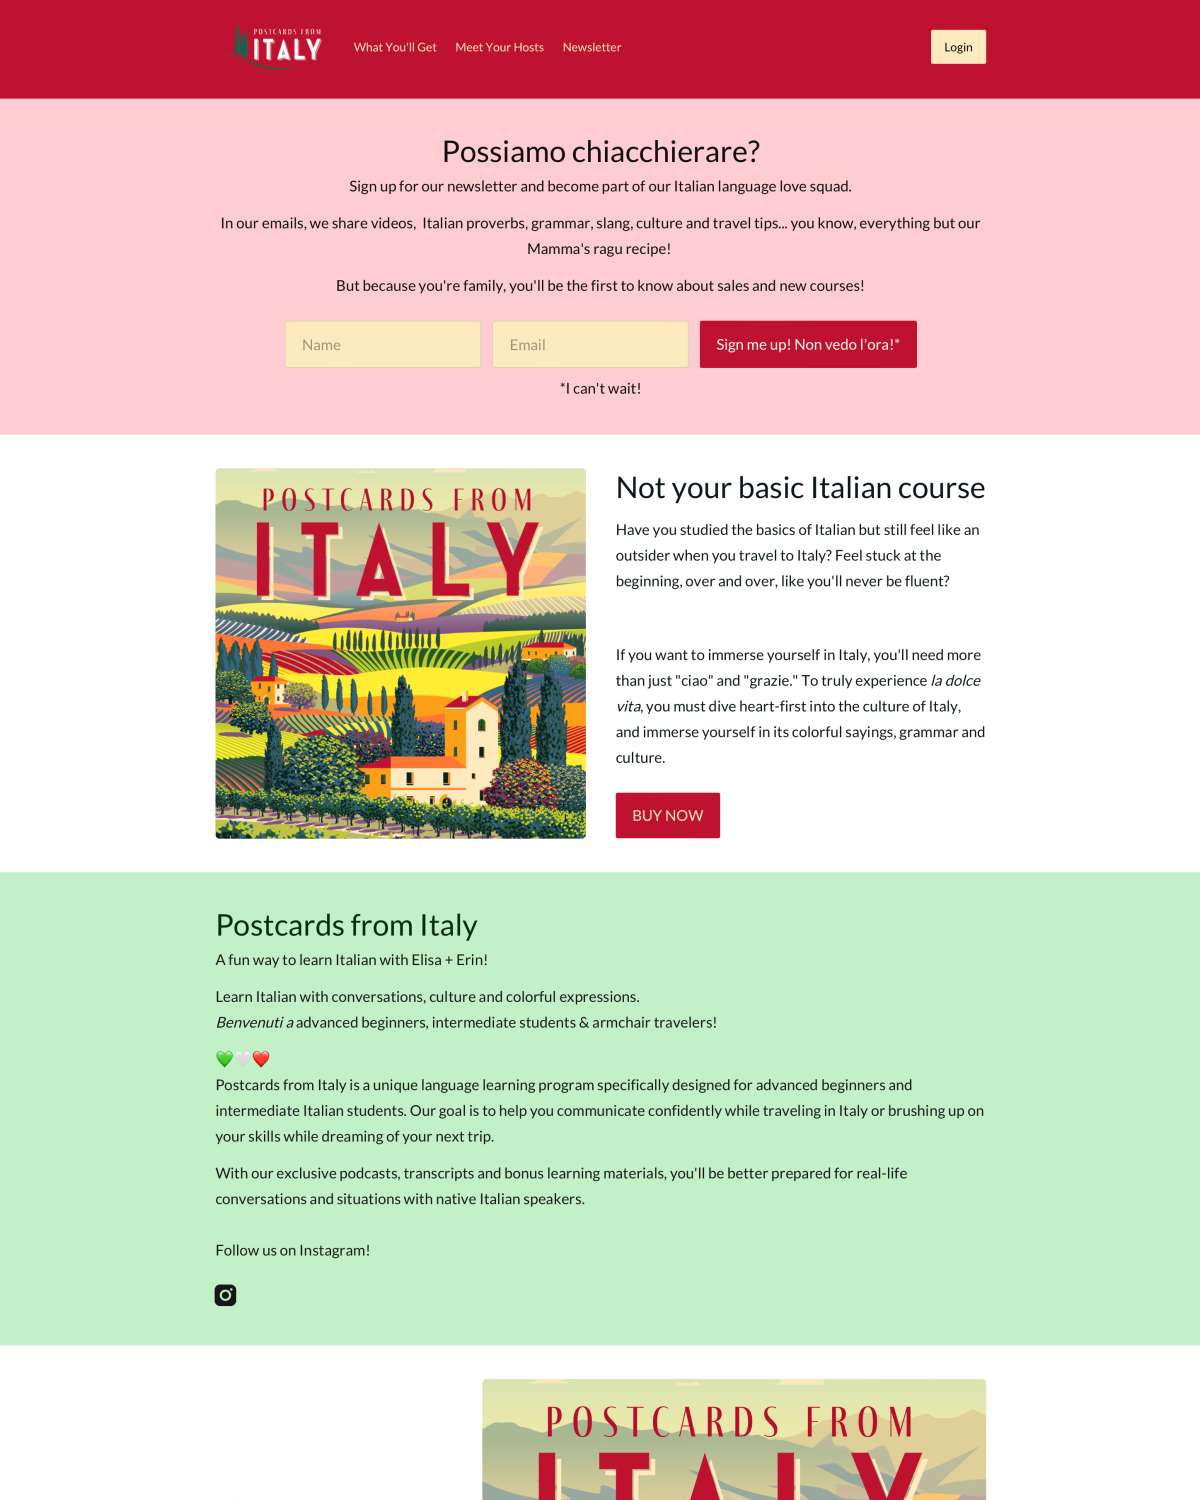 POSTCARDS FROM
ITALY
What You'll Get
Meet Your Hosts
Newsletter
Login
Possiamo chiacchierare?
Sign up for our newsletter and become part of our Italian language love squad.
In our emails, we share videos,  Italian proverbs, grammar, slang, culture and travel tips... you know, everything but our
Mamma's ragu recipe!
But because you're family, you'll be the first to know about sales and new courses!
Name
Email
Sign me up! Non vedo l'ora!*
*I can't wait!
POSTCARDS FROM
ITALY
Not your basic Italian course
Have you studied the basics of Italian but still feel like an
outsider when you travel to Italy? Feel stuck at the
beginning, over and over, like you'll never be fluent?
If you want to immerse yourself in Italy, you'll need more
than just "ciao" and "grazie." To truly experience la dolce
vita, you must dive heart-first into the culture of Italy,
and immerse yourself in its colorful sayings, grammar and
culture.
BUY NOW
Postcards from Italy
A fun way to learn Italian with Elisa + Erin!
Learn Italian with conversations, culture and colorful expressions.
Benvenuti a advanced beginners, intermediate students & armchair travelers!
💚🤍❤️
Postcards from Italy is a unique language learning program specifically designed for advanced beginners and
intermediate Italian students. Our goal is to help you communicate confidently while traveling in Italy or brushing up on
your skills while dreaming of your next trip.
With our exclusive podcasts, transcripts and bonus learning materials, you'll be better prepared for real-life
conversations and situations with native Italian speakers.
Follow us on Instagram!
POSTCARDS FROM
ITALY